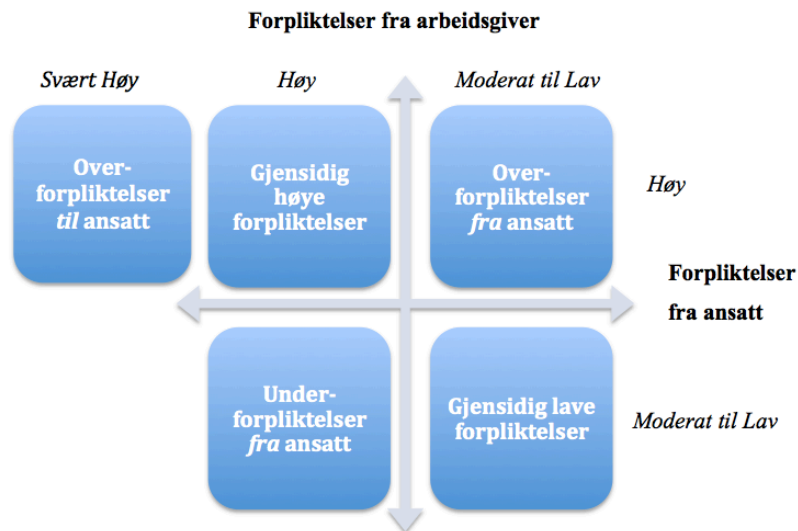 Forpliktelser fra arbeidsgiver
Svært Høy
Høy
Moderat til Lav
Over-
forpliktelser
til ansatt
Gjensidig
høye
forpliktelser
Over-
forpliktelser
fra ansatt
Høy
Forpliktelser
fra ansatt
Under-
forpliktelser
fra ansatt
Gjensidig lave
forpliktelser
Moderat til Lav